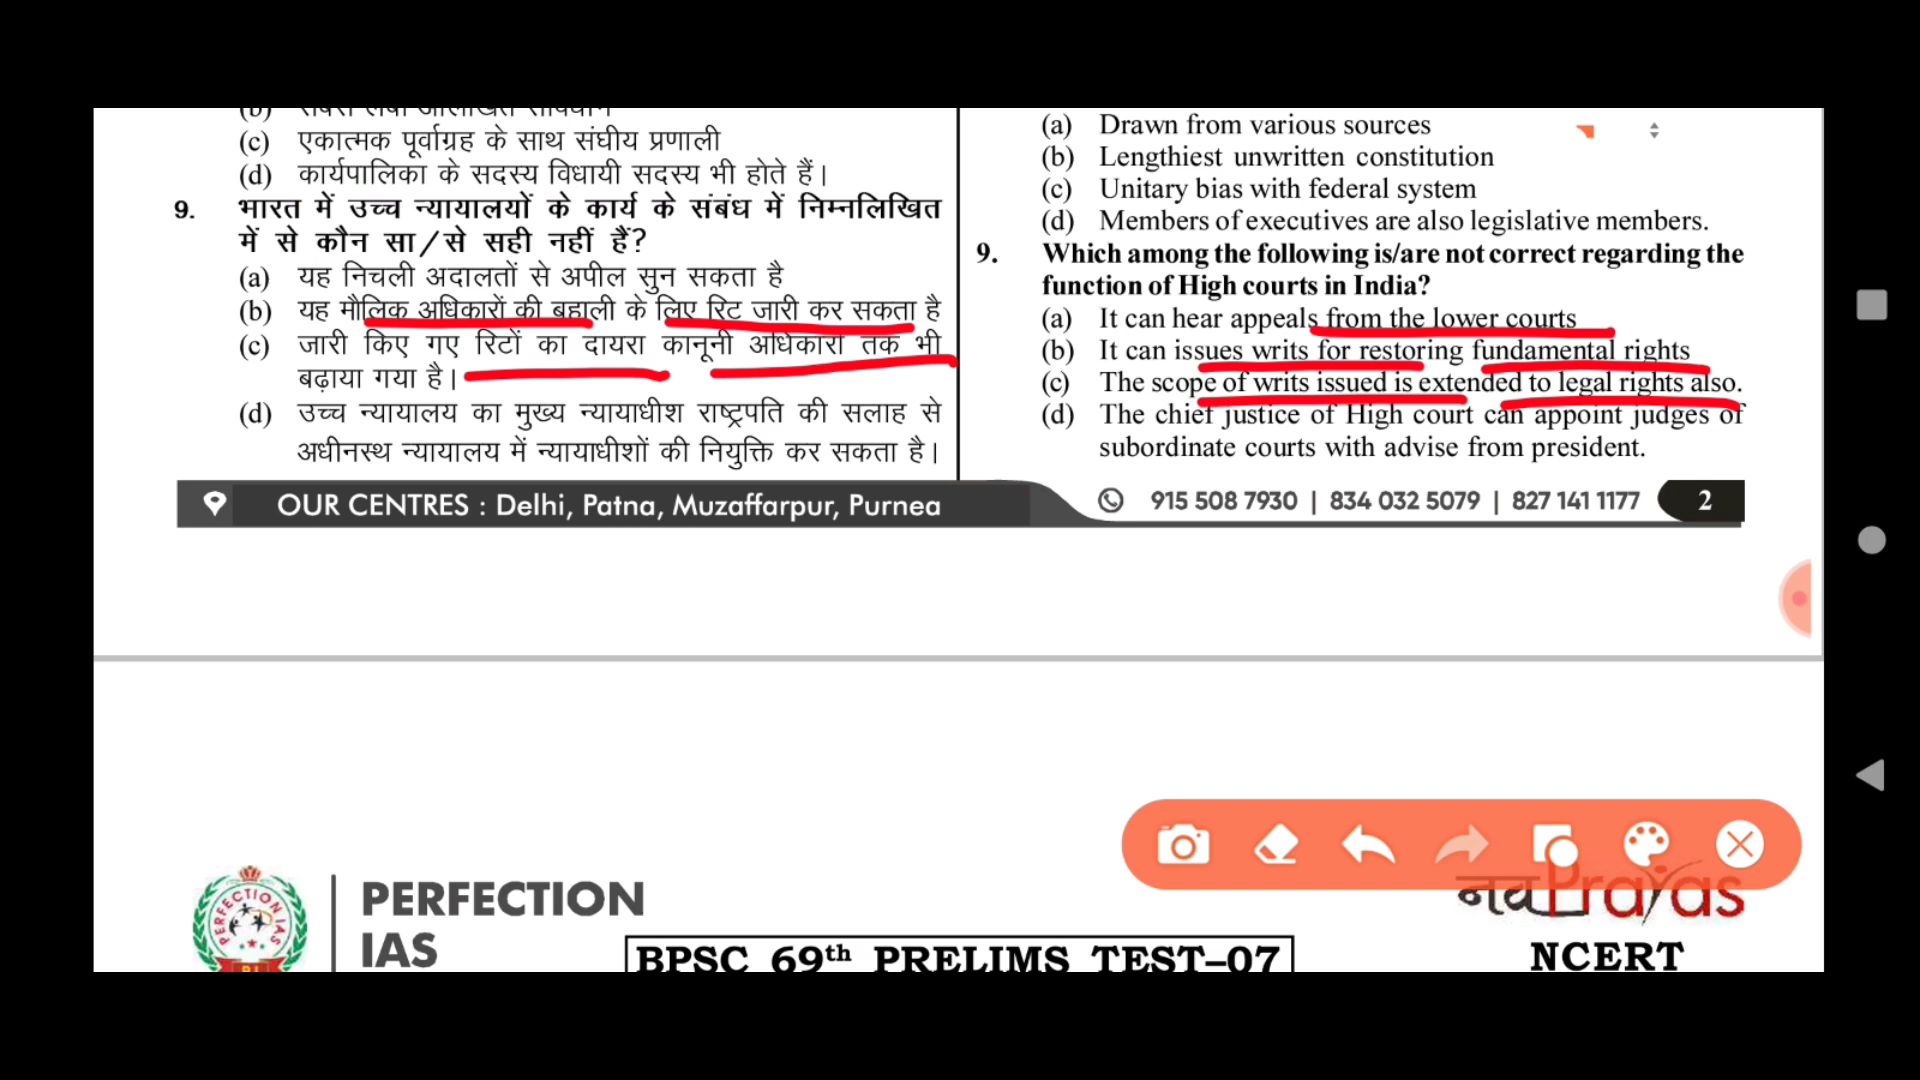 (c) एकात्मक पूर्वाग्रह के साथ संघीय प्रणाली
(d) कार्यपालिका के सदस्य विधायी सदस्य भी होते हैं।
9. भारत में उच्च न्यायालयों के कार्य के संबंध में निम्नलिखित
में से कौन सा/से सही नहीं हैं?
(a) यह निचली अदालतों से अपील सुन सकता है
(b) यह मौलिक अधिकारों की बहाली के लिए रिट जारी कर सकता है
(c) जारी किए गए रिटों का दायरा कानूनी अधिकारों तक भी
बढ़ाया गया है।
(d) उच्च न्यायालय का मुख्य न्यायाधीश राष्ट्रपति की सलाह से
अधीनस्थ न्यायालय में न्यायाधीशों की नियुक्ति कर सकता है।
(a) Drawn from various sources
(b) Lengthiest unwritten constitution
(c) Unitary bias with federal system
(d) Members of executives are also legislative members.
9. Which among the following is/are not correct regarding the
function of High courts in India?
(a) It can hear appeals from the lower courts
(b) It can issues writs for restoring fundamental rights
(c) The scope of writs issued is extended to legal rights also.
(d) The chief justice of High court can appoint judges of
subordinate courts with advise from president.
OUR CENTRES : Delhi, Patna, Muzaffarpur, Purnea
915 508 7930 | 834 032 5079 | 827 141 1177
2
PERFECTION IAS
PERFECTION
IAS
BPSC 69th PRELIMS TEST–07
नवPrayas
NCERT